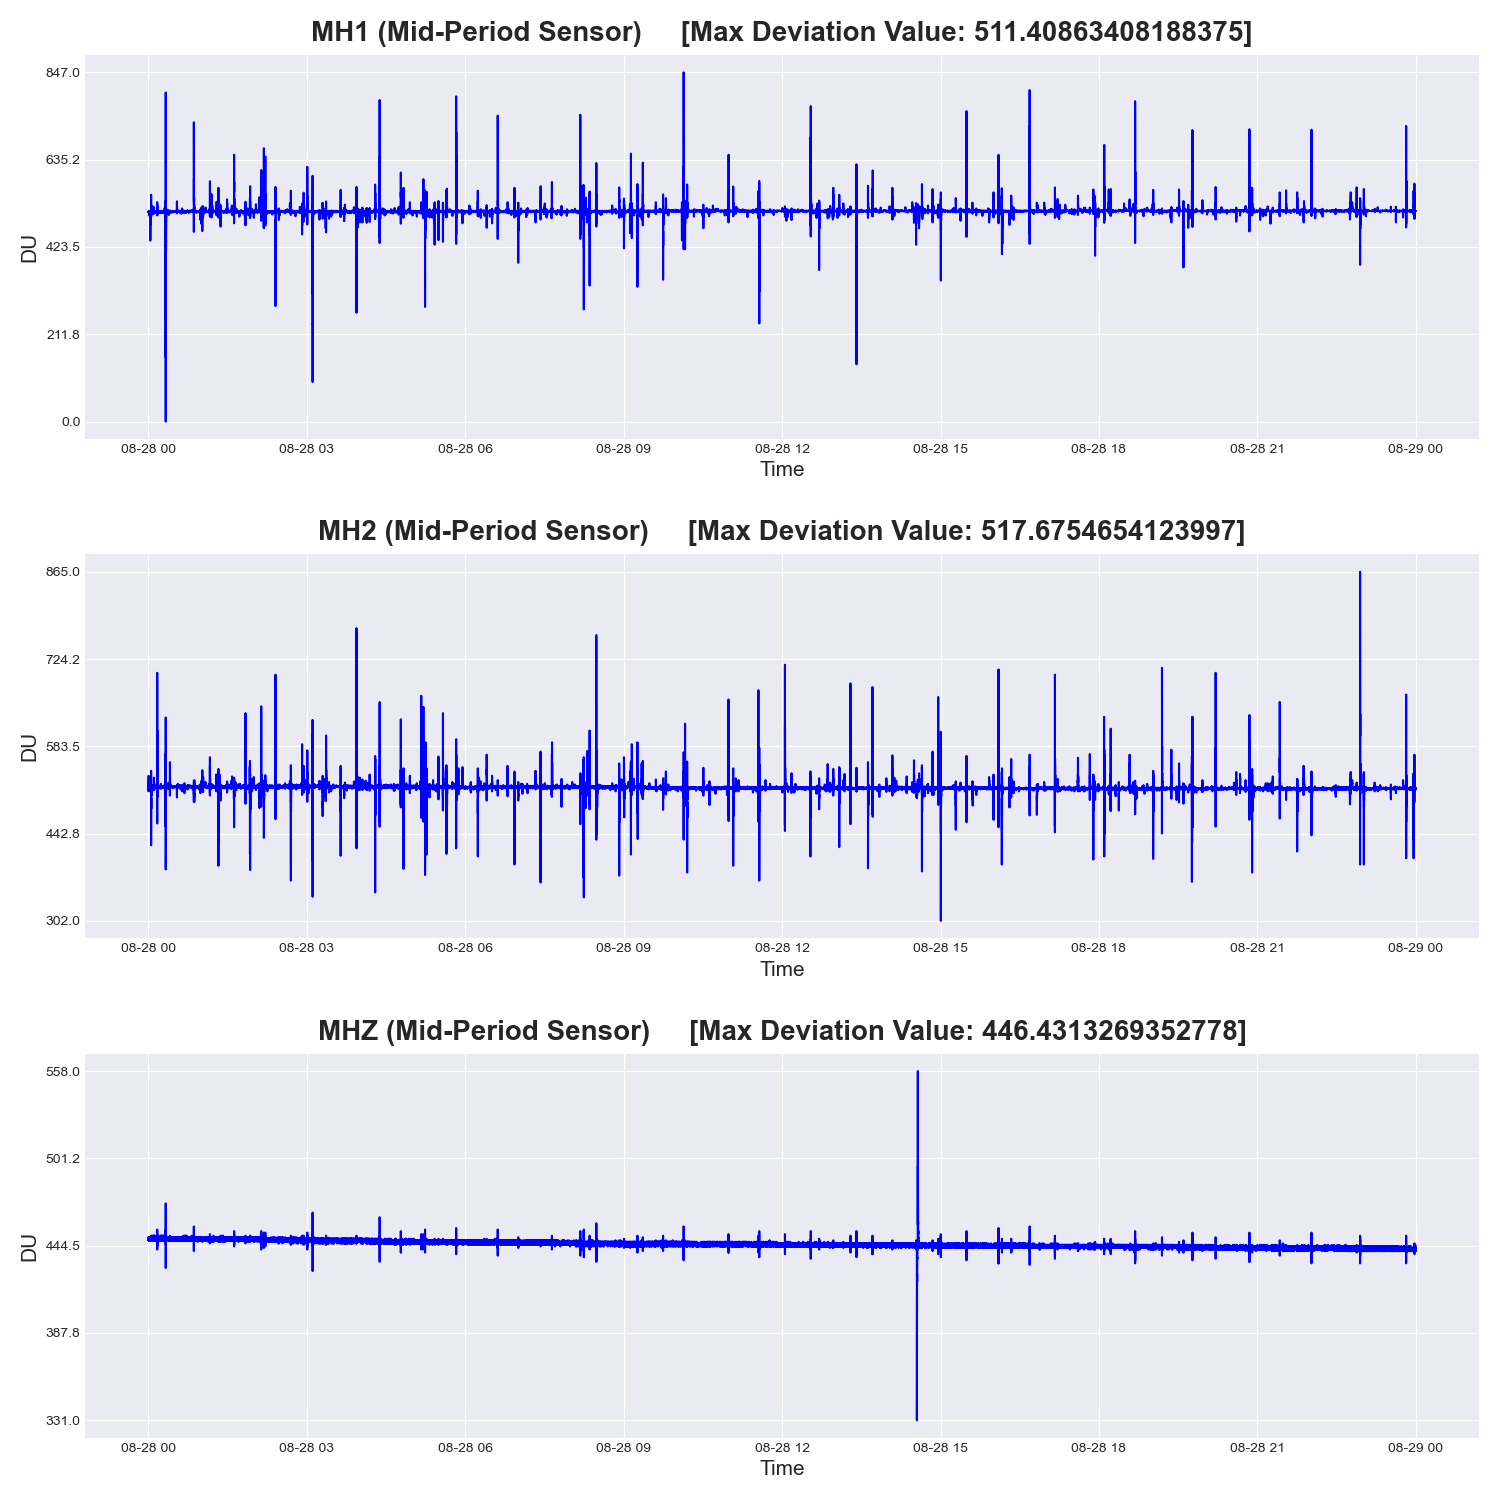 MH1 (Mid-Period Sensor) [Max Deviation Value: 511.40863408188375]
847.0
635.2
423.5
211.8
0.0
DU
08-28 00 08-28 03 08-28 06 08-28 09 08-28 12 08-28 15 08-28 18 08-28 21 08-29 00
Time
MH2 (Mid-Period Sensor) [Max Deviation Value: 517.6754654123997]
865.0
724.2
583.5
442.8
302.0
DU
08-28 00 08-28 03 08-28 06 08-28 09 08-28 12 08-28 15 08-28 18 08-28 21 08-29 00
Time
MHZ (Mid-Period Sensor) [Max Deviation Value: 446.4313269352778]
558.0
501.2
444.5
387.8
331.0
DU
08-28 00 08-28 03 08-28 06 08-28 09 08-28 12 08-28 15 08-28 18 08-28 21 08-29 00
Time